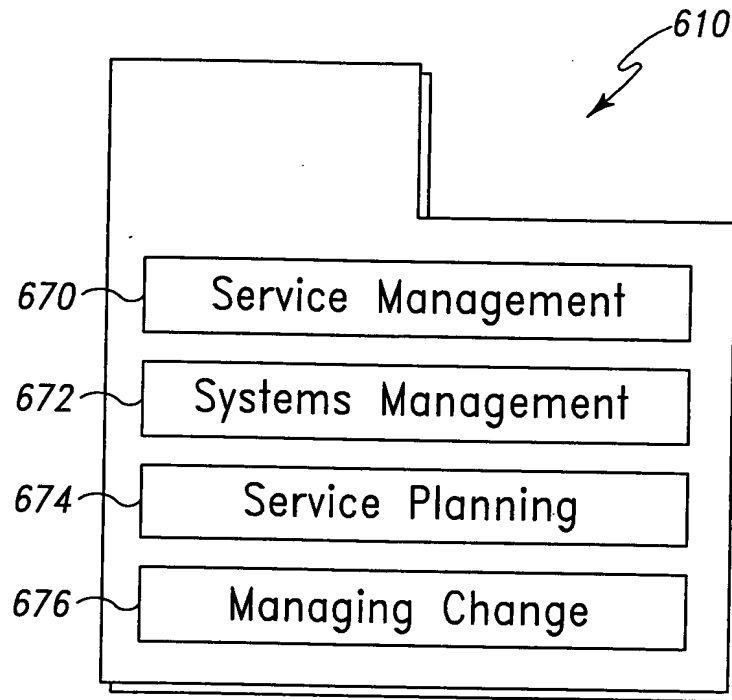 610
670 Service Management
672 Systems Management
674 Service Planning
676 Managing Change